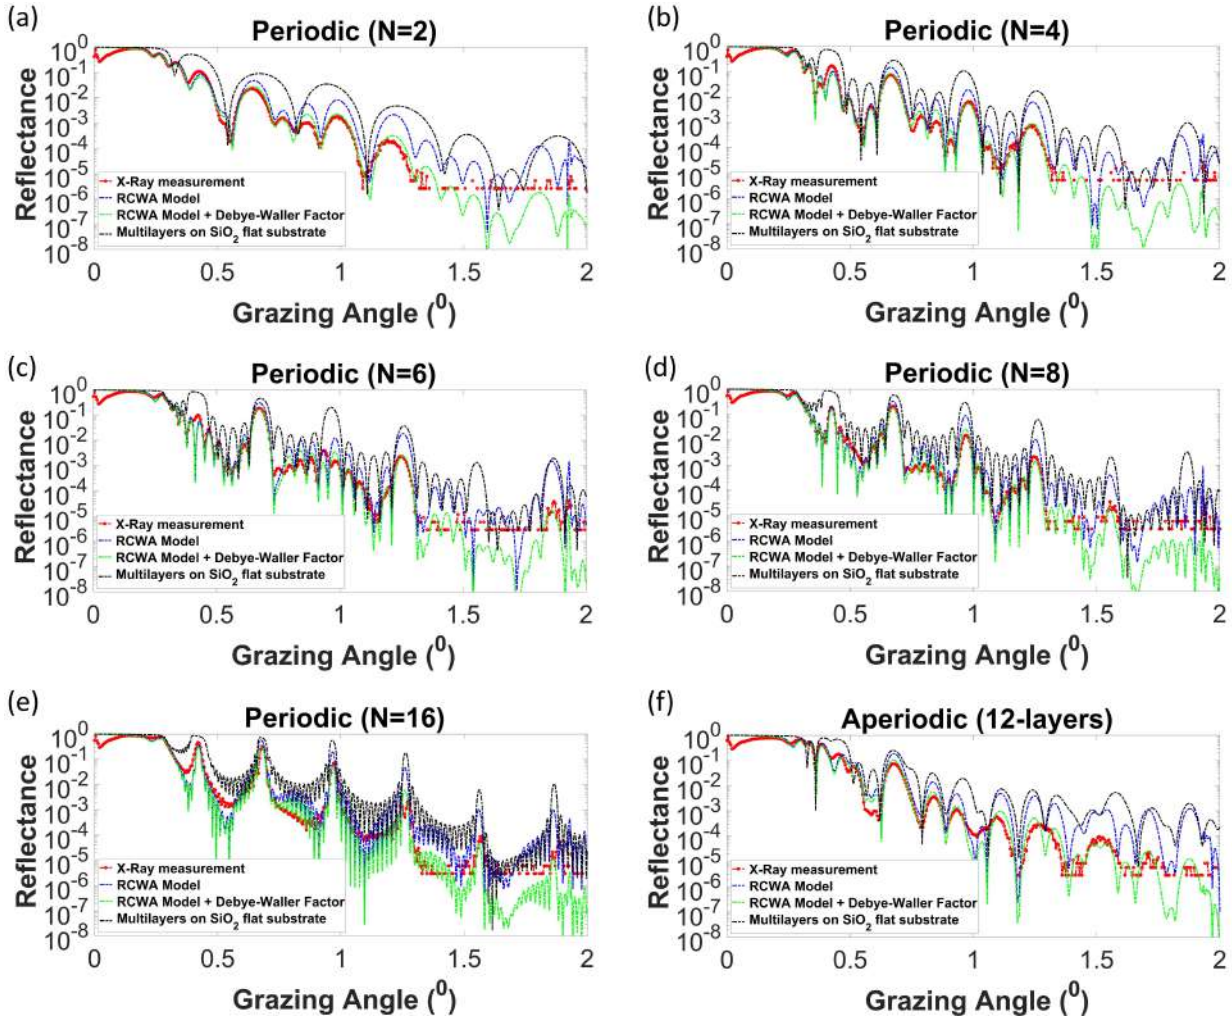 (a)
Periodic (N=2)
Reflectance
10^0
10^-1
10^-2
10^-3
10^-4
10^-5
10^-6
10^-7
10^-8
X-Ray measurement
RCWA Model
RCWA Model + Debye-Waller Factor
Multilayers on SiO2 flat substrate
0 0.5 1 1.5 2
Grazing Angle (^0)
(b)
Periodic (N=4)
Reflectance
10^0
10^-1
10^-2
10^-3
10^-4
10^-5
10^-6
10^-7
10^-8
X-Ray measurement
RCWA Model
RCWA Model + Debye-Waller Factor
Multilayers on SiO2 flat substrate
0 0.5 1 1.5 2
Grazing Angle (^0)
(c)
Periodic (N=6)
Reflectance
10^0
10^-1
10^-2
10^-3
10^-4
10^-5
10^-6
10^-7
10^-8
X-Ray measurement
RCWA Model
RCWA Model + Debye-Waller Factor
Multilayers on SiO2 flat substrate
0 0.5 1 1.5 2
Grazing Angle (^0)
(d)
Periodic (N=8)
Reflectance
10^0
10^-1
10^-2
10^-3
10^-4
10^-5
10^-6
10^-7
10^-8
X-Ray measurement
RCWA Model
RCWA Model + Debye-Waller Factor
Multilayers on SiO2 flat substrate
0 0.5 1 1.5 2
Grazing Angle (^0)
(e)
Periodic (N=16)
Reflectance
10^0
10^-1
10^-2
10^-3
10^-4
10^-5
10^-6
10^-7
10^-8
X-Ray measurement
RCWA Model
RCWA Model + Debye-Waller Factor
Multilayers on SiO2 flat substrate
0 0.5 1 1.5 2
Grazing Angle (^0)
(f)
Aperiodic (12-layers)
Reflectance
10^0
10^-1
10^-2
10^-3
10^-4
10^-5
10^-6
10^-7
10^-8
X-Ray measurement
RCWA Model
RCWA Model + Debye-Waller Factor
Multilayers on SiO2 flat substrate
0 0.5 1 1.5 2
Grazing Angle (^0)